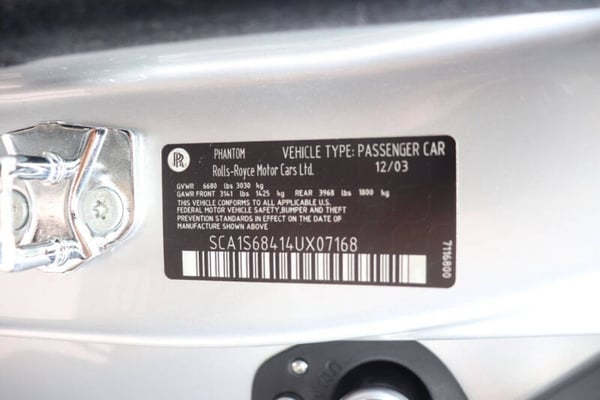 RR
PHANTOM VEHICLE TYPE: PASSENGER CAR
Rolls-Royce Motor Cars Ltd. 12/03
GVWR 6680 lbs 3030 kg
GAWR FRONT 3141 lbs 1425 kg REAR 3968 lbs 1800 kg
THIS VEHICLE CONFORMS TO ALL APPLICABLE U.S.
FEDERAL MOTOR VEHICLE SAFETY,BUMPER AND THEFT
PREVENTION STANDARDS IN EFFECT ON THE DATE OF
MANUFACTURE SHOWN ABOVE.
SCA1S68414UX07168
7116800